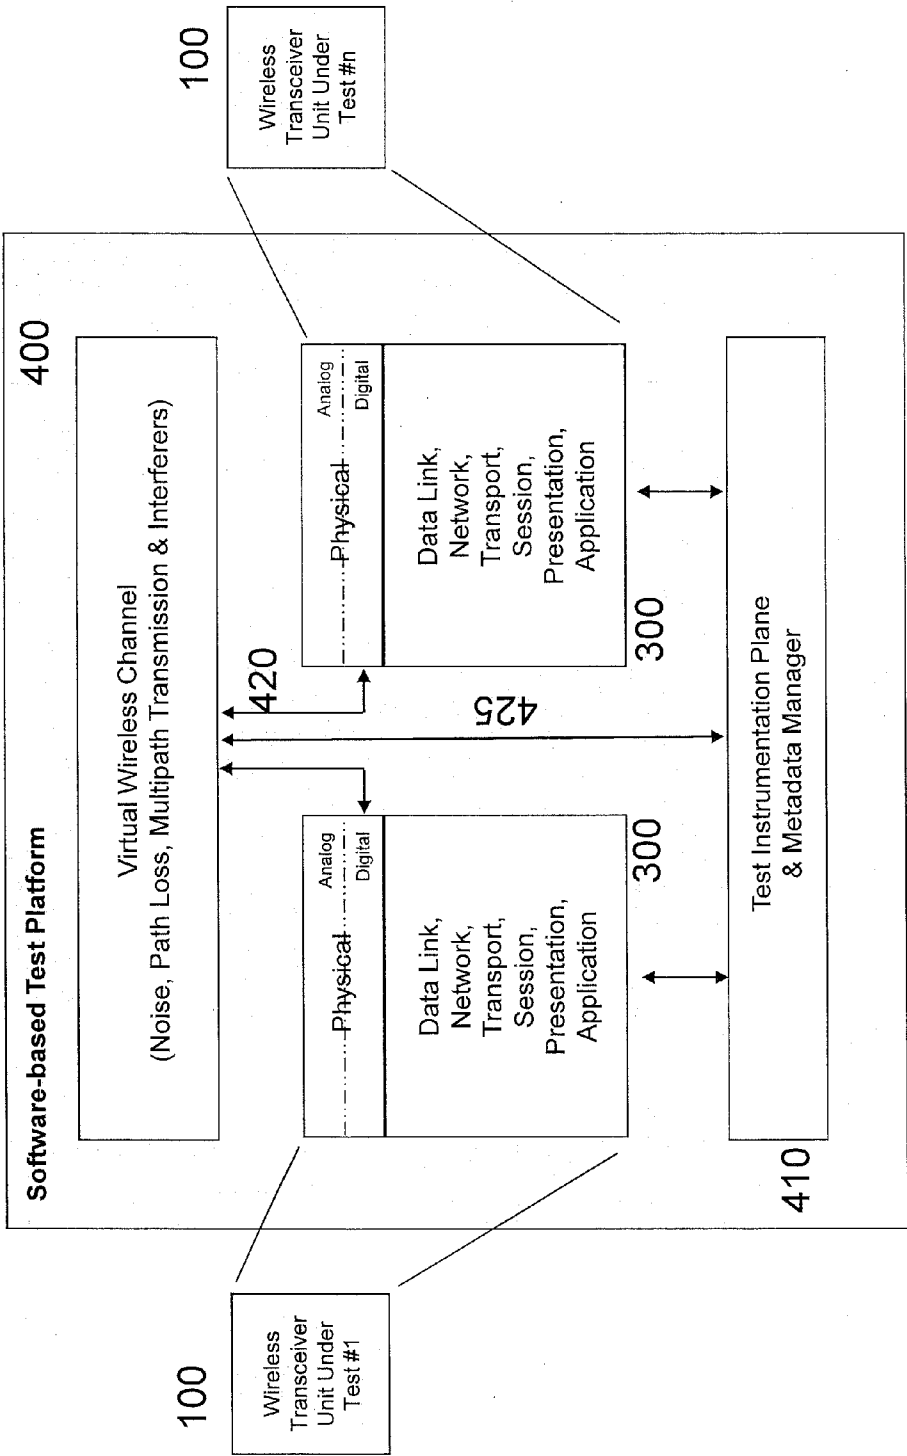 Software-based Test Platform
400
Virtual Wireless Channel
(Noise, Path Loss, Multipath Transmission & Interferers)
100
Wireless
Transceiver
Unit Under
Test #1
100
Wireless
Transceiver
Unit Under
Test #n
420
425
Analog
Physical
Digital
Data Link,
Network,
Transport,
Session,
Presentation,
Application
300
Analog
Physical
Digital
Data Link,
Network,
Transport,
Session,
Presentation,
Application
300
410
Test Instrumentation Plane
& Metadata Manager